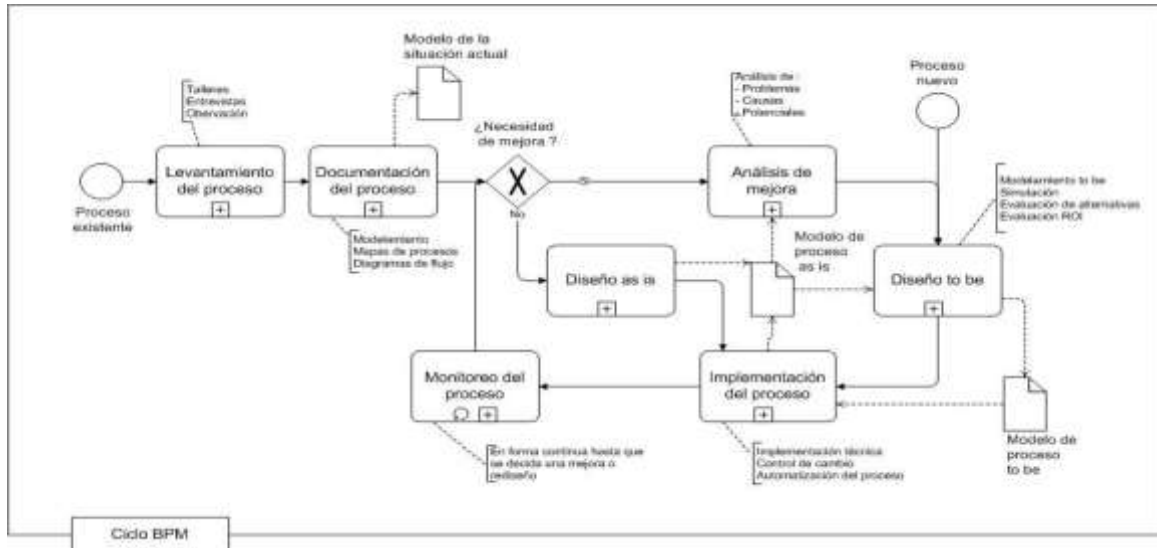 Modelo de la
situación actual
Talleres
Entrevistas
Obervación
¿Necesidad
de mejora ?
Análisis de :
- Problemas
- Causas
- Potenciales
Proceso
nuevo
Levantamiento
del proceso
Documentación
del proceso
X
Análisis de
mejora
Proceso
existente
No
Modelamiento to be
Simulación
Evaluación de alternativas
Evaluación ROI
Modelamiento
Mapas de procesos
Diagramas de flujo
Modelo de
proceso
as is
Diseño as is
Diseño to be
Monitoreo del
proceso
Implementación
del proceso
En forma continua hasta que
se decida una mejora o
rediseño
Implementación técnica
Control de cambio
Automatización del proceso
Modelo de
proceso
to be
Ciclo BPM